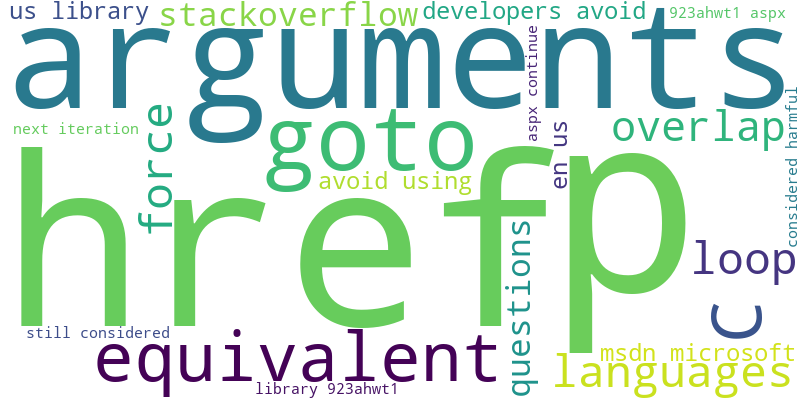 us library
stackoverflow
developers avoid
923ahwt1 aspx
arguments
aspx continue
considered harmful
next iteration
force
goto
overlap
en us
avoid using
href
p
questions
loop
c
still considered
equivalent
msdn microsoft
languages
library 923ahwt1